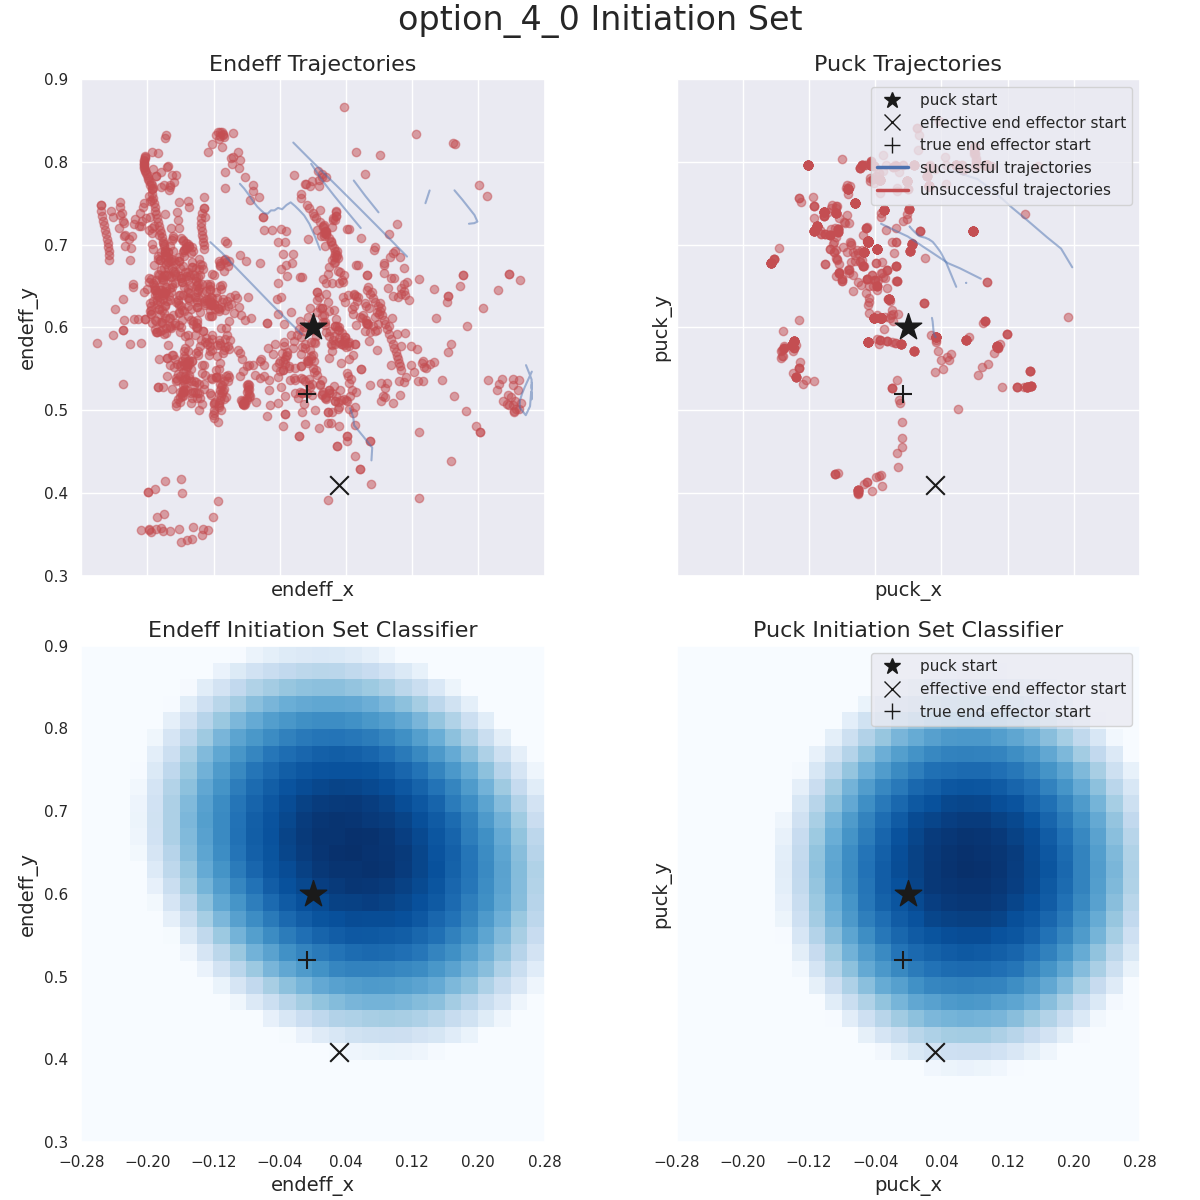 option_4_0 Initiation Set
Endeff Trajectories
Puck Trajectories
0.9
0.8
0.7
0.6
0.5
0.4
0.3
endeff_y
endeff_x
puck_y
puck_x
puck start
effective end effector start
true end effector start
successful trajectories
unsuccessful trajectories
Endeff Initiation Set Classifier
Puck Initiation Set Classifier
0.9
0.8
0.7
0.6
0.5
0.4
0.3
endeff_y
−0.28 −0.20 −0.12 −0.04 0.04 0.12 0.20 0.28
endeff_x
puck_y
puck start
effective end effector start
true end effector start
−0.28 −0.20 −0.12 −0.04 0.04 0.12 0.20 0.28
puck_x